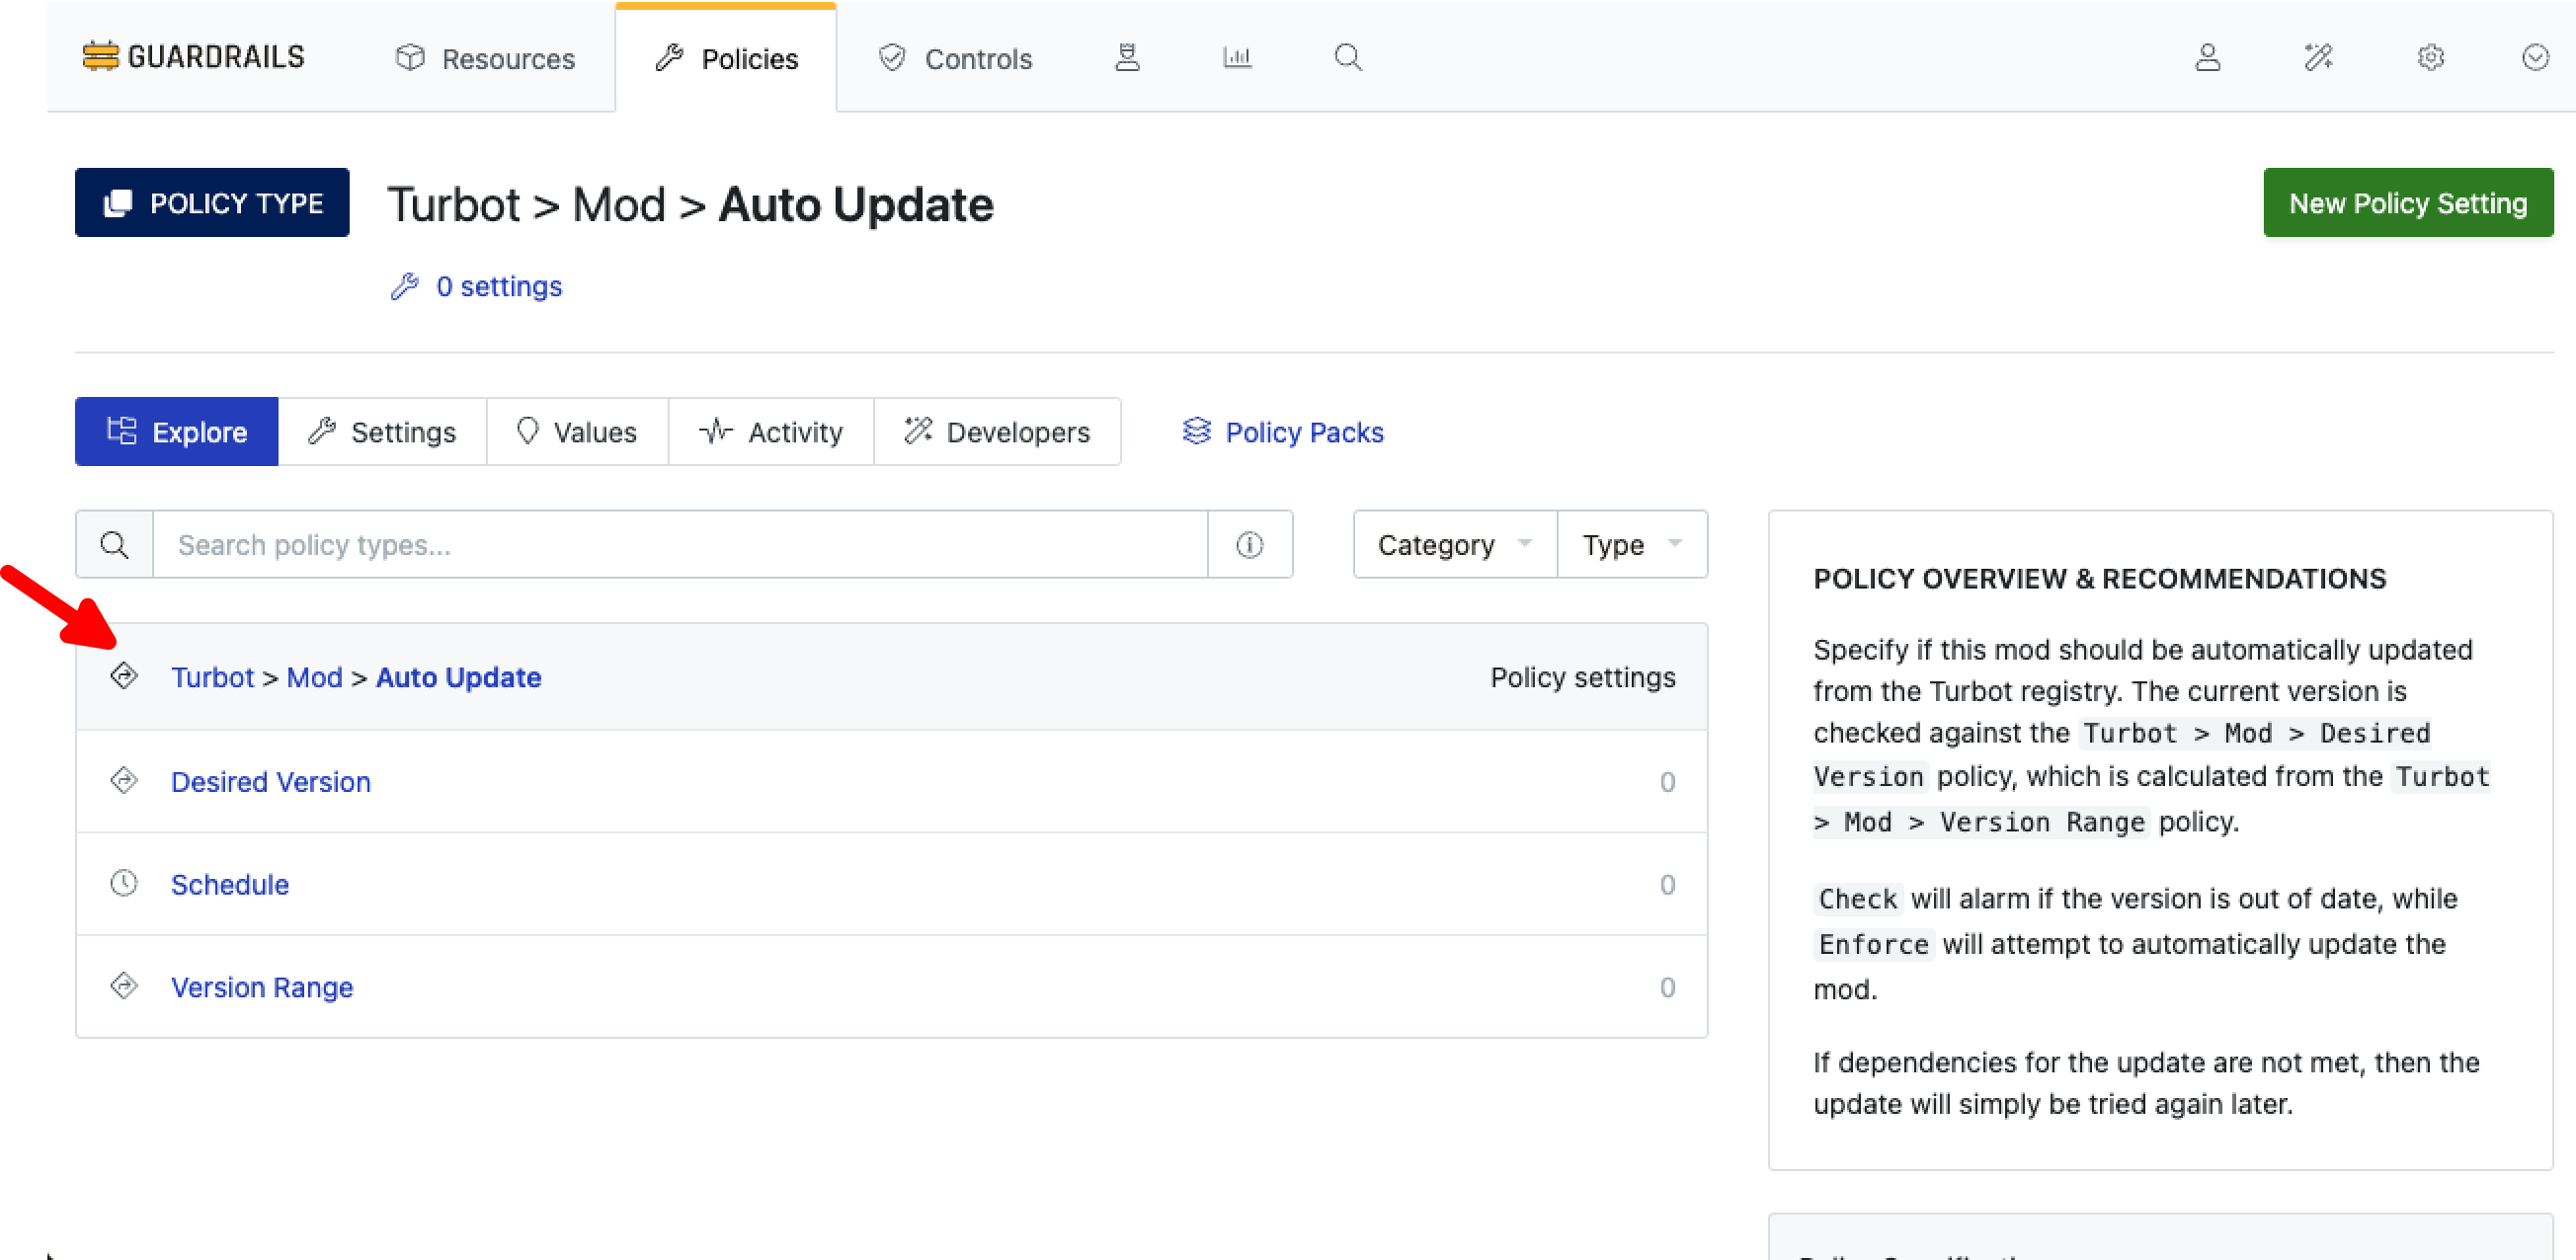 GUARDRAILS
Resources
Policies
Controls
POLICY TYPE
Turbot > Mod > Auto Update
New Policy Setting
0 settings
Explore
Settings
Values
Activity
Developers
Policy Packs
Search policy types...
Category
Type
Turbot > Mod > Auto Update
Policy settings
Desired Version
0
Schedule
0
Version Range
0
POLICY OVERVIEW & RECOMMENDATIONS
Specify if this mod should be automatically updated
from the Turbot registry. The current version is
checked against the Turbot > Mod > Desired
Version policy, which is calculated from the Turbot
> Mod > Version Range policy.
Check will alarm if the version is out of date, while
Enforce will attempt to automatically update the
mod.
If dependencies for the update are not met, then the
update will simply be tried again later.